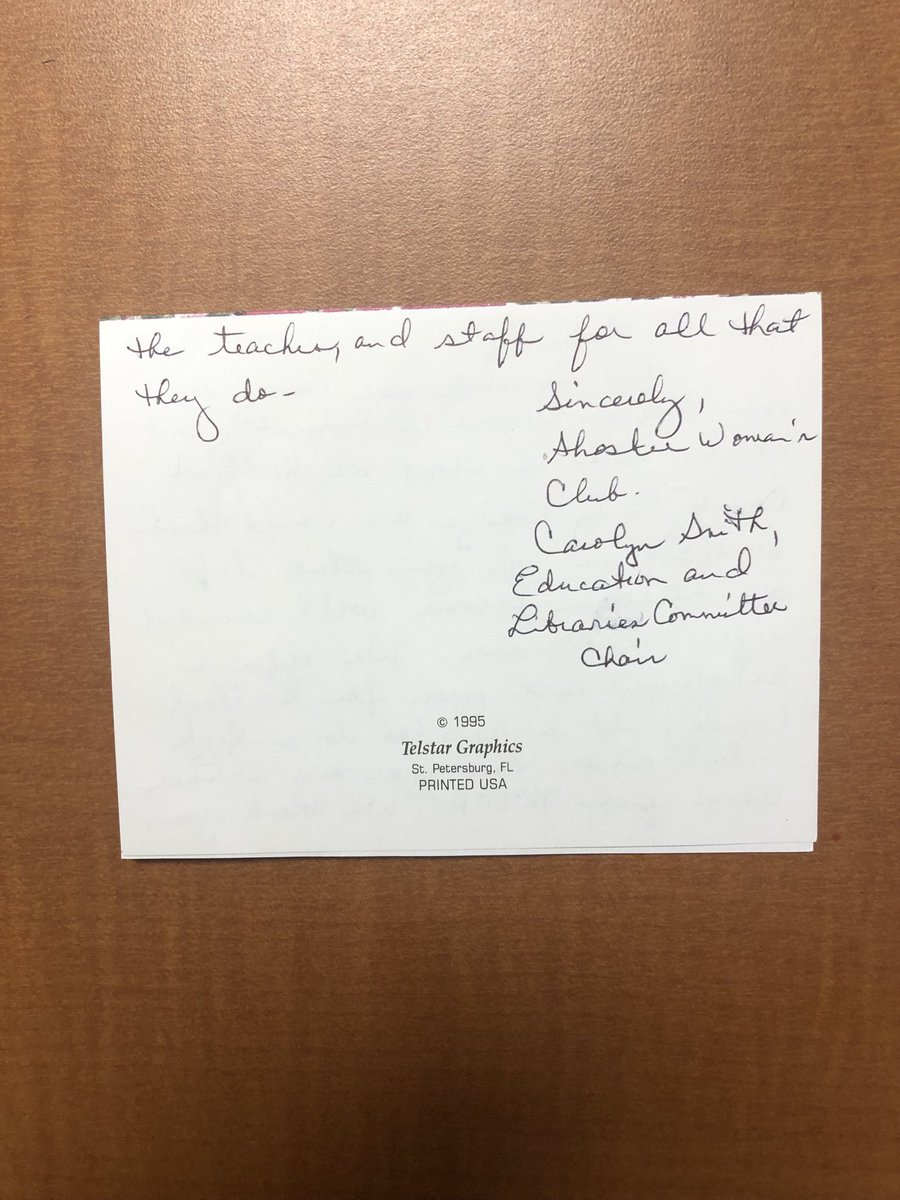 the teachers, and staff for all that
they do-
Sincerely,
Ahoskie Woman's
Club.
Carolyn Smith,
Education and
Libraries Committee
Chair
© 1995
Telstar Graphics
St. Petersburg, FL
PRINTED USA